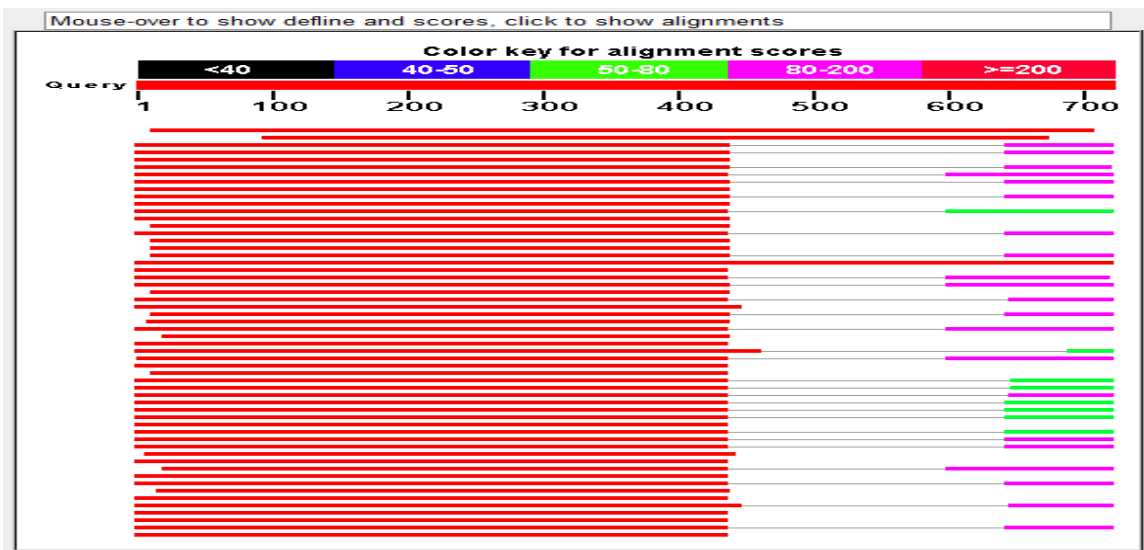 Mouse-over to show defline and scores, click to show alignments
Color key for alignment scores
<40 40-50 50-80 80-200 >=200
Query
1 100 200 300 400 500 600 700